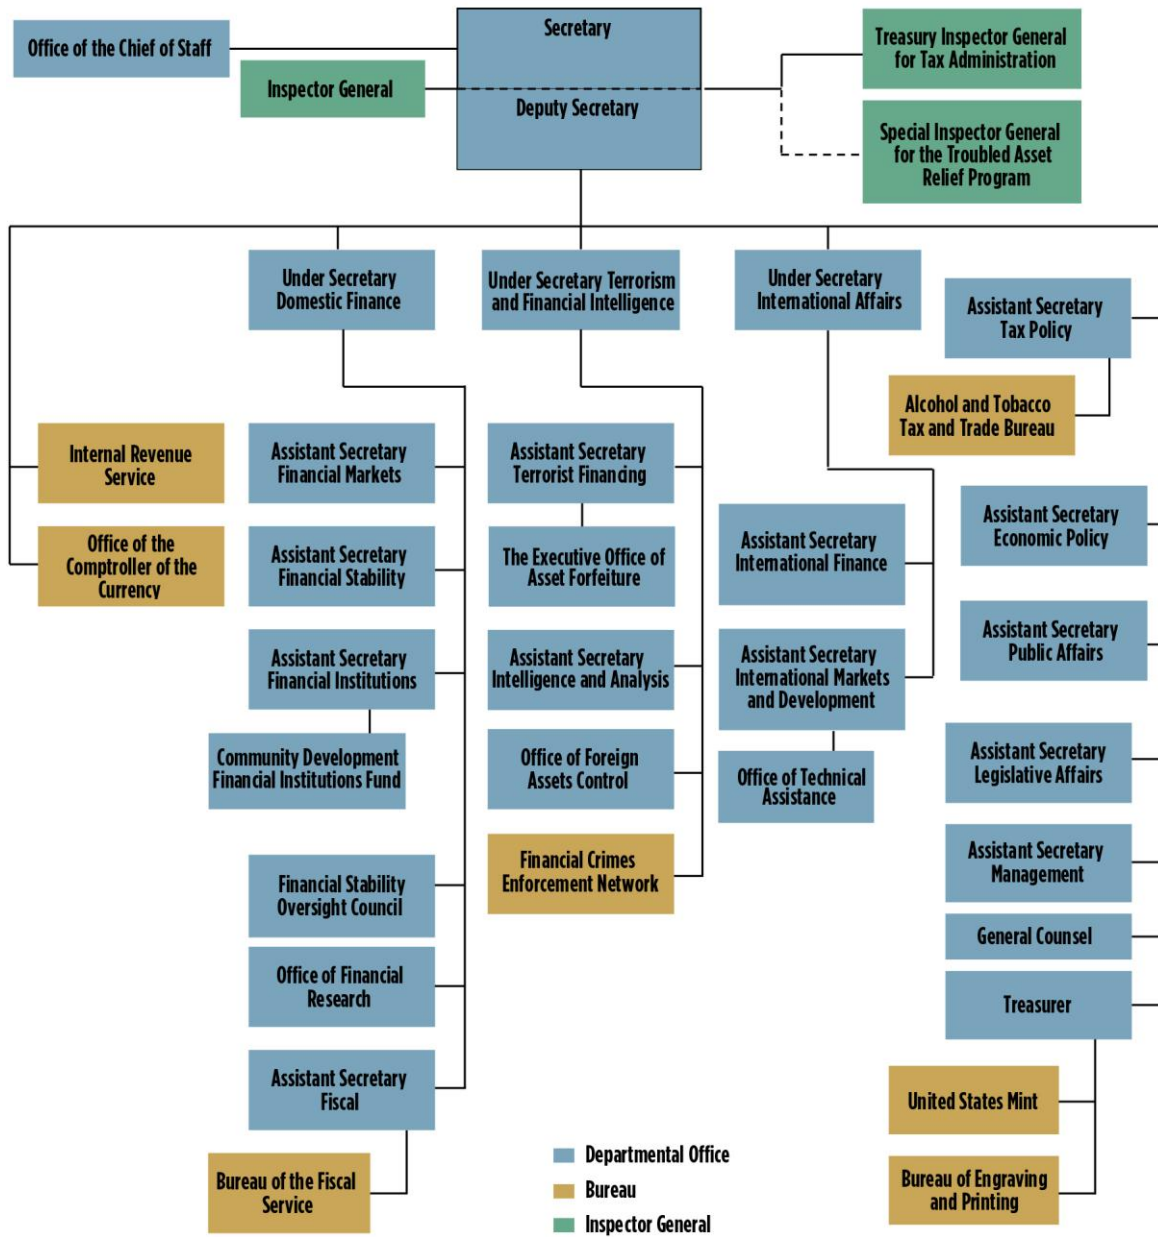 Office of the Chief of Staff
Inspector General
Secretary
Deputy Secretary
Treasury Inspector General
for Tax Administration
Special Inspector General
for the Troubled Asset
Relief Program
Under Secretary
Domestic Finance
Under Secretary Terrorism
and Financial Intelligence
Under Secretary
International Affairs
Assistant Secretary
Tax Policy
Alcohol and Tobacco
Tax and Trade Bureau
Internal Revenue
Service
Office of the
Comptroller of the
Currency
Assistant Secretary
Financial Markets
Assistant Secretary
Financial Stability
Assistant Secretary
Financial Institutions
Community Development
Financial Institutions Fund
Financial Stability
Oversight Council
Office of Financial
Research
Assistant Secretary
Fiscal
Bureau of the Fiscal
Service
Assistant Secretary
Terrorist Financing
The Executive Office of
Asset Forfeiture
Assistant Secretary
Intelligence and Analysis
Office of Foreign
Assets Control
Financial Crimes
Enforcement Network
Assistant Secretary
International Finance
Assistant Secretary
International Markets
and Development
Office of Technical
Assistance
Assistant Secretary
Economic Policy
Assistant Secretary
Public Affairs
Assistant Secretary
Legislative Affairs
Assistant Secretary
Management
General Counsel
Treasurer
United States Mint
Bureau of Engraving
and Printing
Departmental Office
Bureau
Inspector General